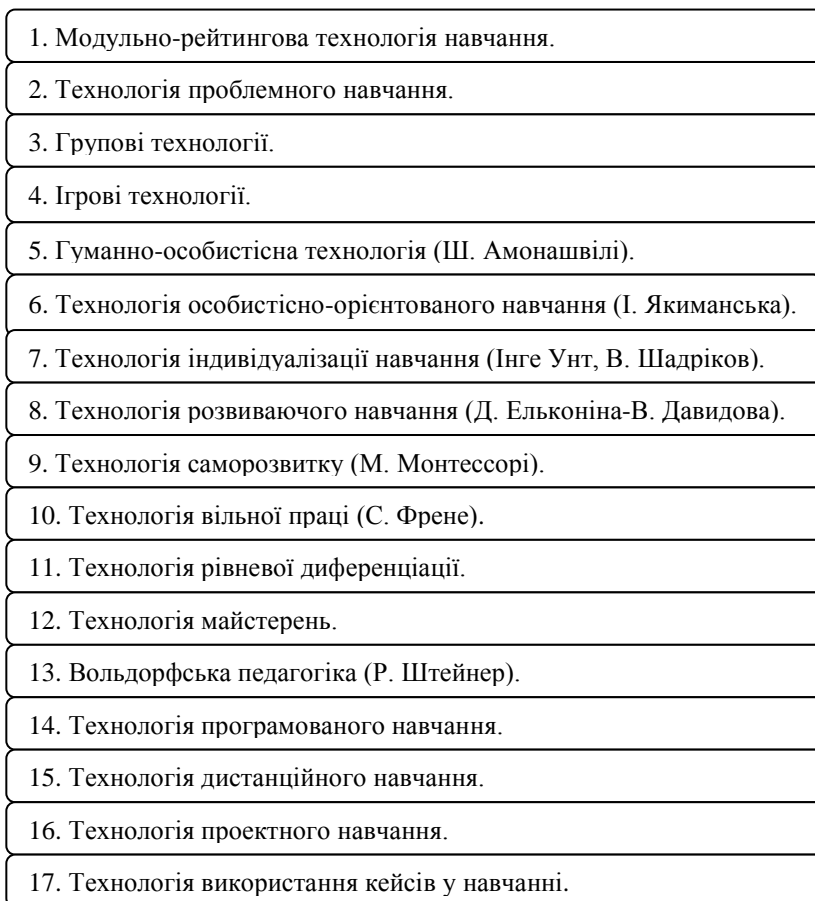 1. Модульно-рейтингова технологія навчання.
2. Технологія проблемного навчання.
3. Групові технології.
4. Ігрові технології.
5. Гуманно-особистісна технологія (Ш. Амонашвілі).
6. Технологія особистісно-орієнтованого навчання (І. Якиманська).
7. Технологія індивідуалізації навчання (Інге Унт, В. Шадріков).
8. Технологія розвиваючого навчання (Д. Ельконіна-В. Давидова).
9. Технологія саморозвитку (М. Монтессорі).
10. Технологія вільної праці (С. Френе).
11. Технологія рівневої диференціації.
12. Технологія майстерень.
13. Вольдорфська педагогіка (Р. Штейнер).
14. Технологія програмованого навчання.
15. Технологія дистанційного навчання.
16. Технологія проектного навчання.
17. Технологія використання кейсів у навчанні.